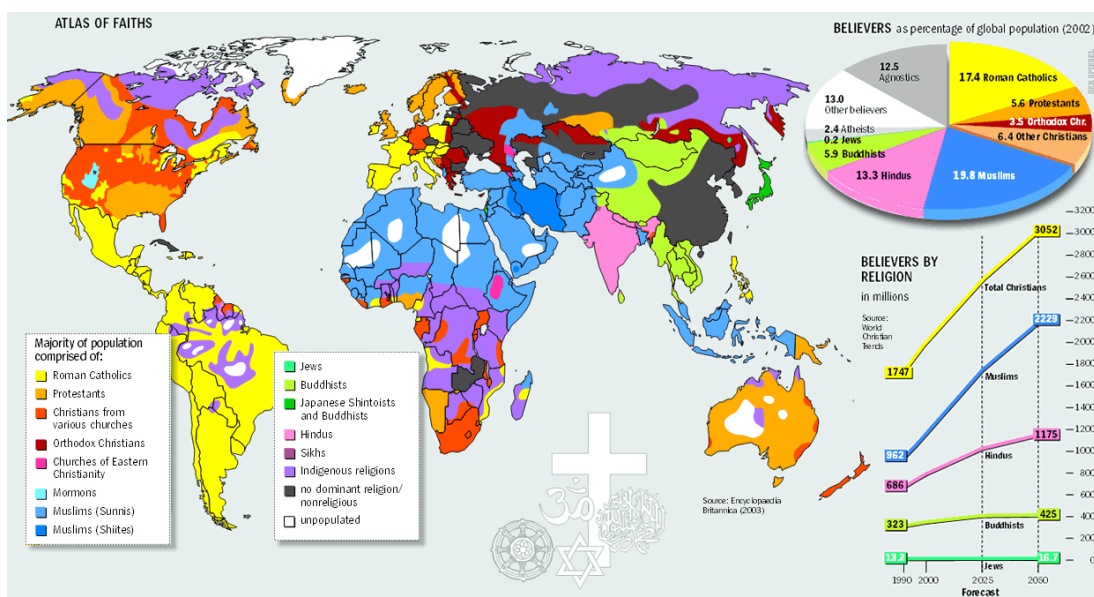 ATLAS OF FAITHS
BELIEVERS as percentage of global population (2002)
12.5
Agnostics
17.4 Roman Catholics
13.0
Other believers
5.6 Protestants
3.5 Orthodox Chr.
2.4 Atheists
6.4 Other Christians
0.2 Jews
5.9 Buddhists
13.3 Hindus
19.8 Muslims
DER SPIEGEL
BELIEVERS BY
RELIGION
in millions
Source:
World
Christian
Trends
3200
3052
3000
2800
2600
Total Christians
2400
2229
2200
2000
1747
1800
Muslims
1600
1400
1175
1200
962
1000
Hindus
686
800
600
323
425
400
Buddhists
200
13.2
16.7
0
Jews
1990 2000 2025 2050
Forecast
Majority of population
comprised of:
Roman Catholics
Protestants
Christians from
various churches
Orthodox Christians
Churches of Eastern
Christianity
Mormons
Muslims (Sunnis)
Muslims (Shiites)
Jews
Buddhists
Japanese Shintoists
and Buddhists
Hindus
Sikhs
Indigenous religions
no dominant religion/
nonreligious
unpopulated
Source: Encyclopaedia
Britannica (2003)
ॐ